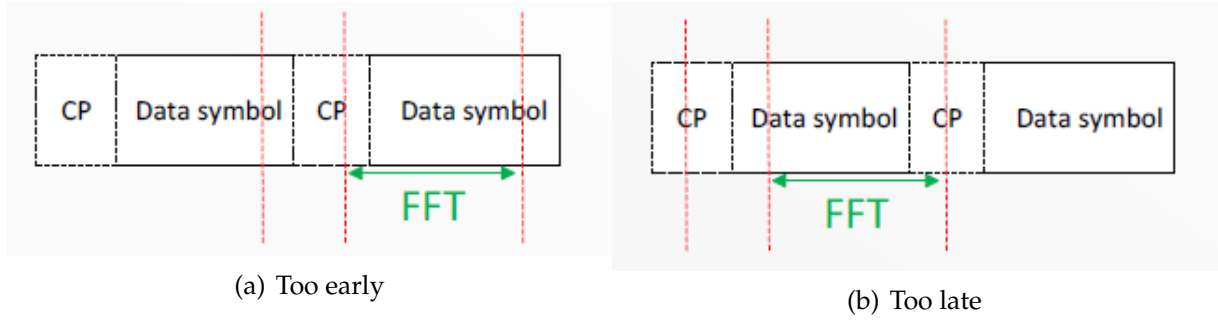 CP Data symbol CP Data symbol
FFT
(a) Too early
CP Data symbol CP Data symbol
FFT
(b) Too late